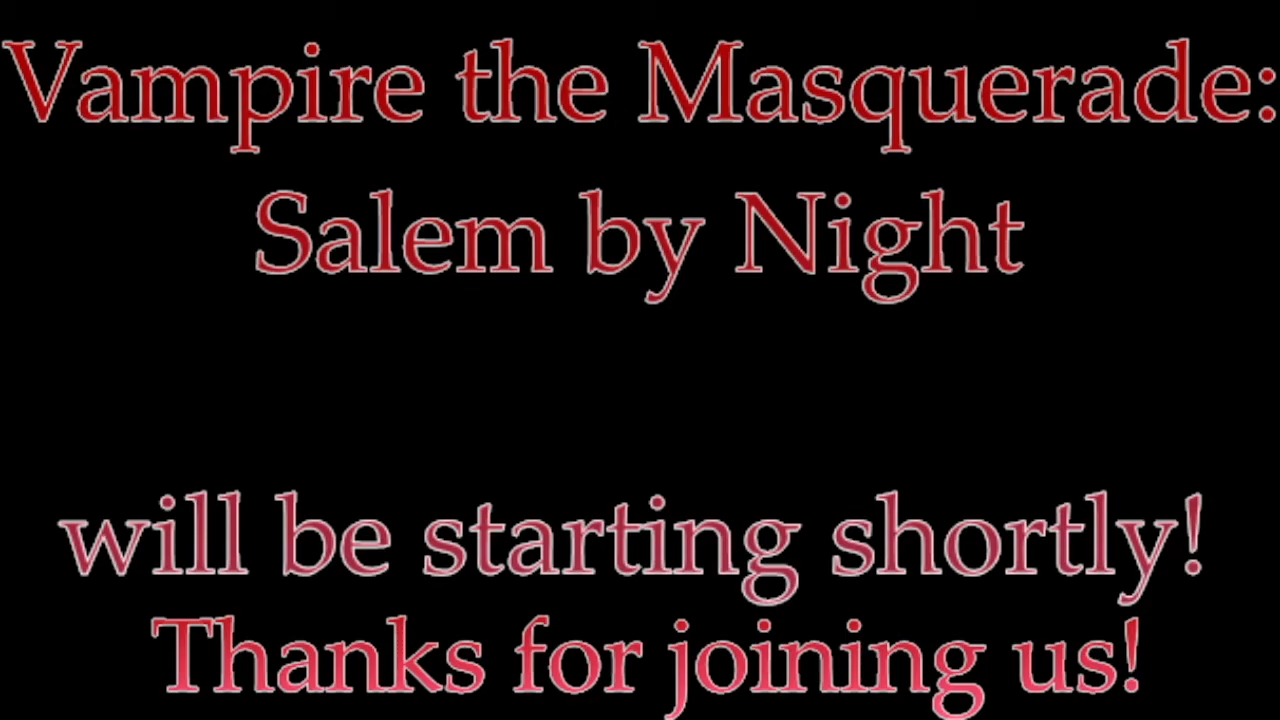 Vampire the Masquerade:
Salem by Night
will be starting shortly!
Thanks for joining us!